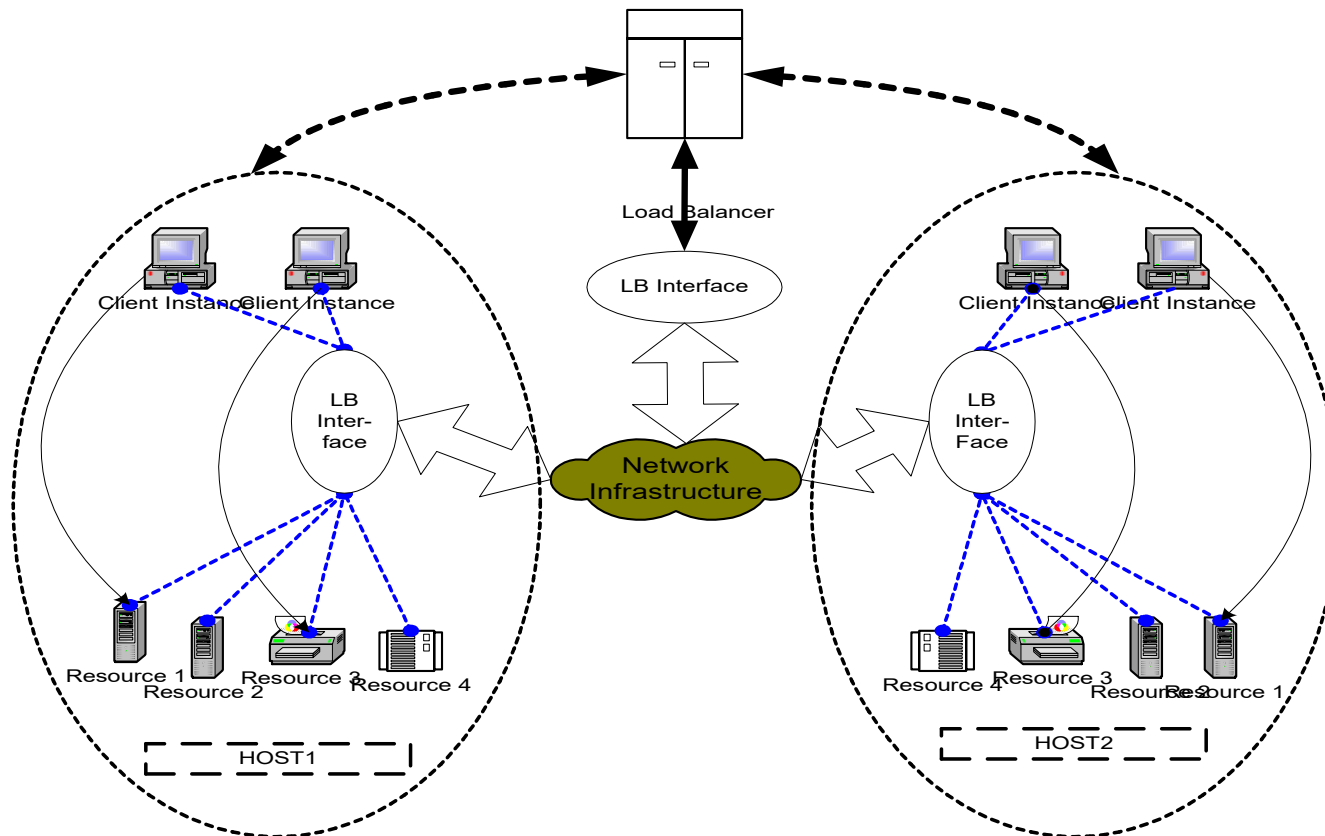 Load Balancer
LB Interface
Client Instance
Client Instance
Client Instance
Client Instance
LB
Inter-
face
LB
Inter-
Face
Network
Infrastructure
Resource 1
Resource 2
Resource 3
Resource 4
Resource 4
Resource 3
Resource 2
Resource 1
HOST1
HOST2